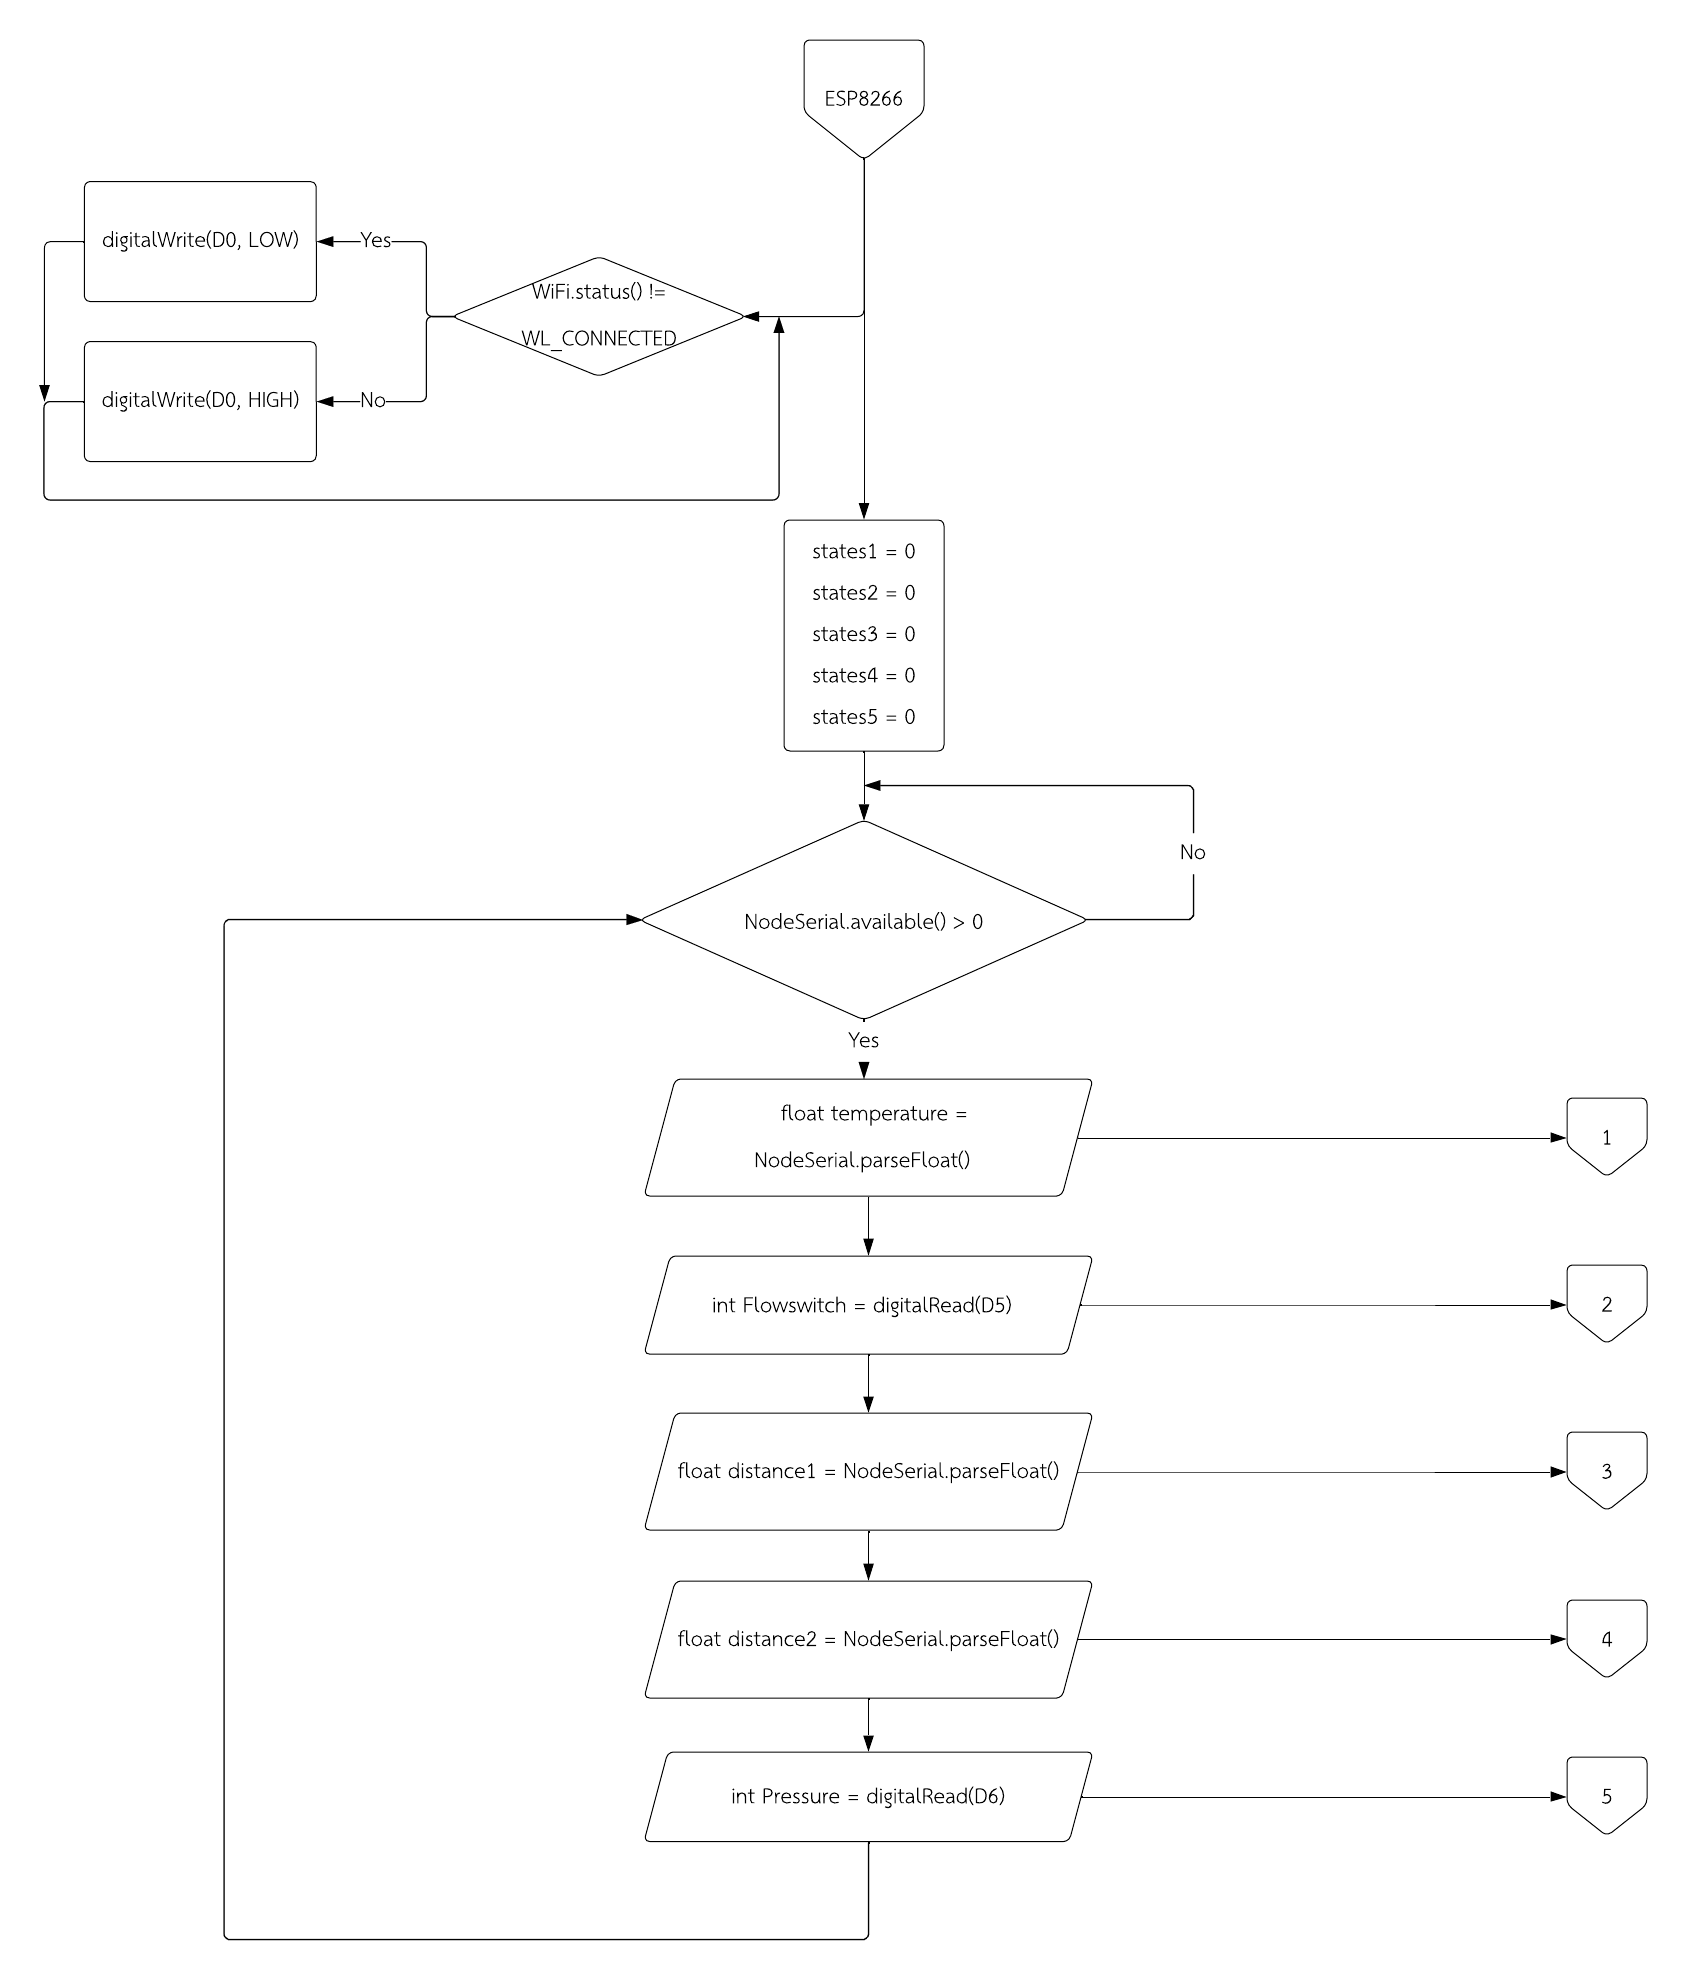 ESP8266
digitalWrite(D0, LOW)
Yes
WiFi.status() !=
WL_CONNECTED
digitalWrite(D0, HIGH)
No
states1 = 0
states2 = 0
states3 = 0
states4 = 0
states5 = 0
No
NodeSerial.available() > 0
Yes
float temperature =
NodeSerial.parseFloat()
1
int Flowswitch = digitalRead(D5)
2
float distance1 = NodeSerial.parseFloat()
3
float distance2 = NodeSerial.parseFloat()
4
int Pressure = digitalRead(D6)
5